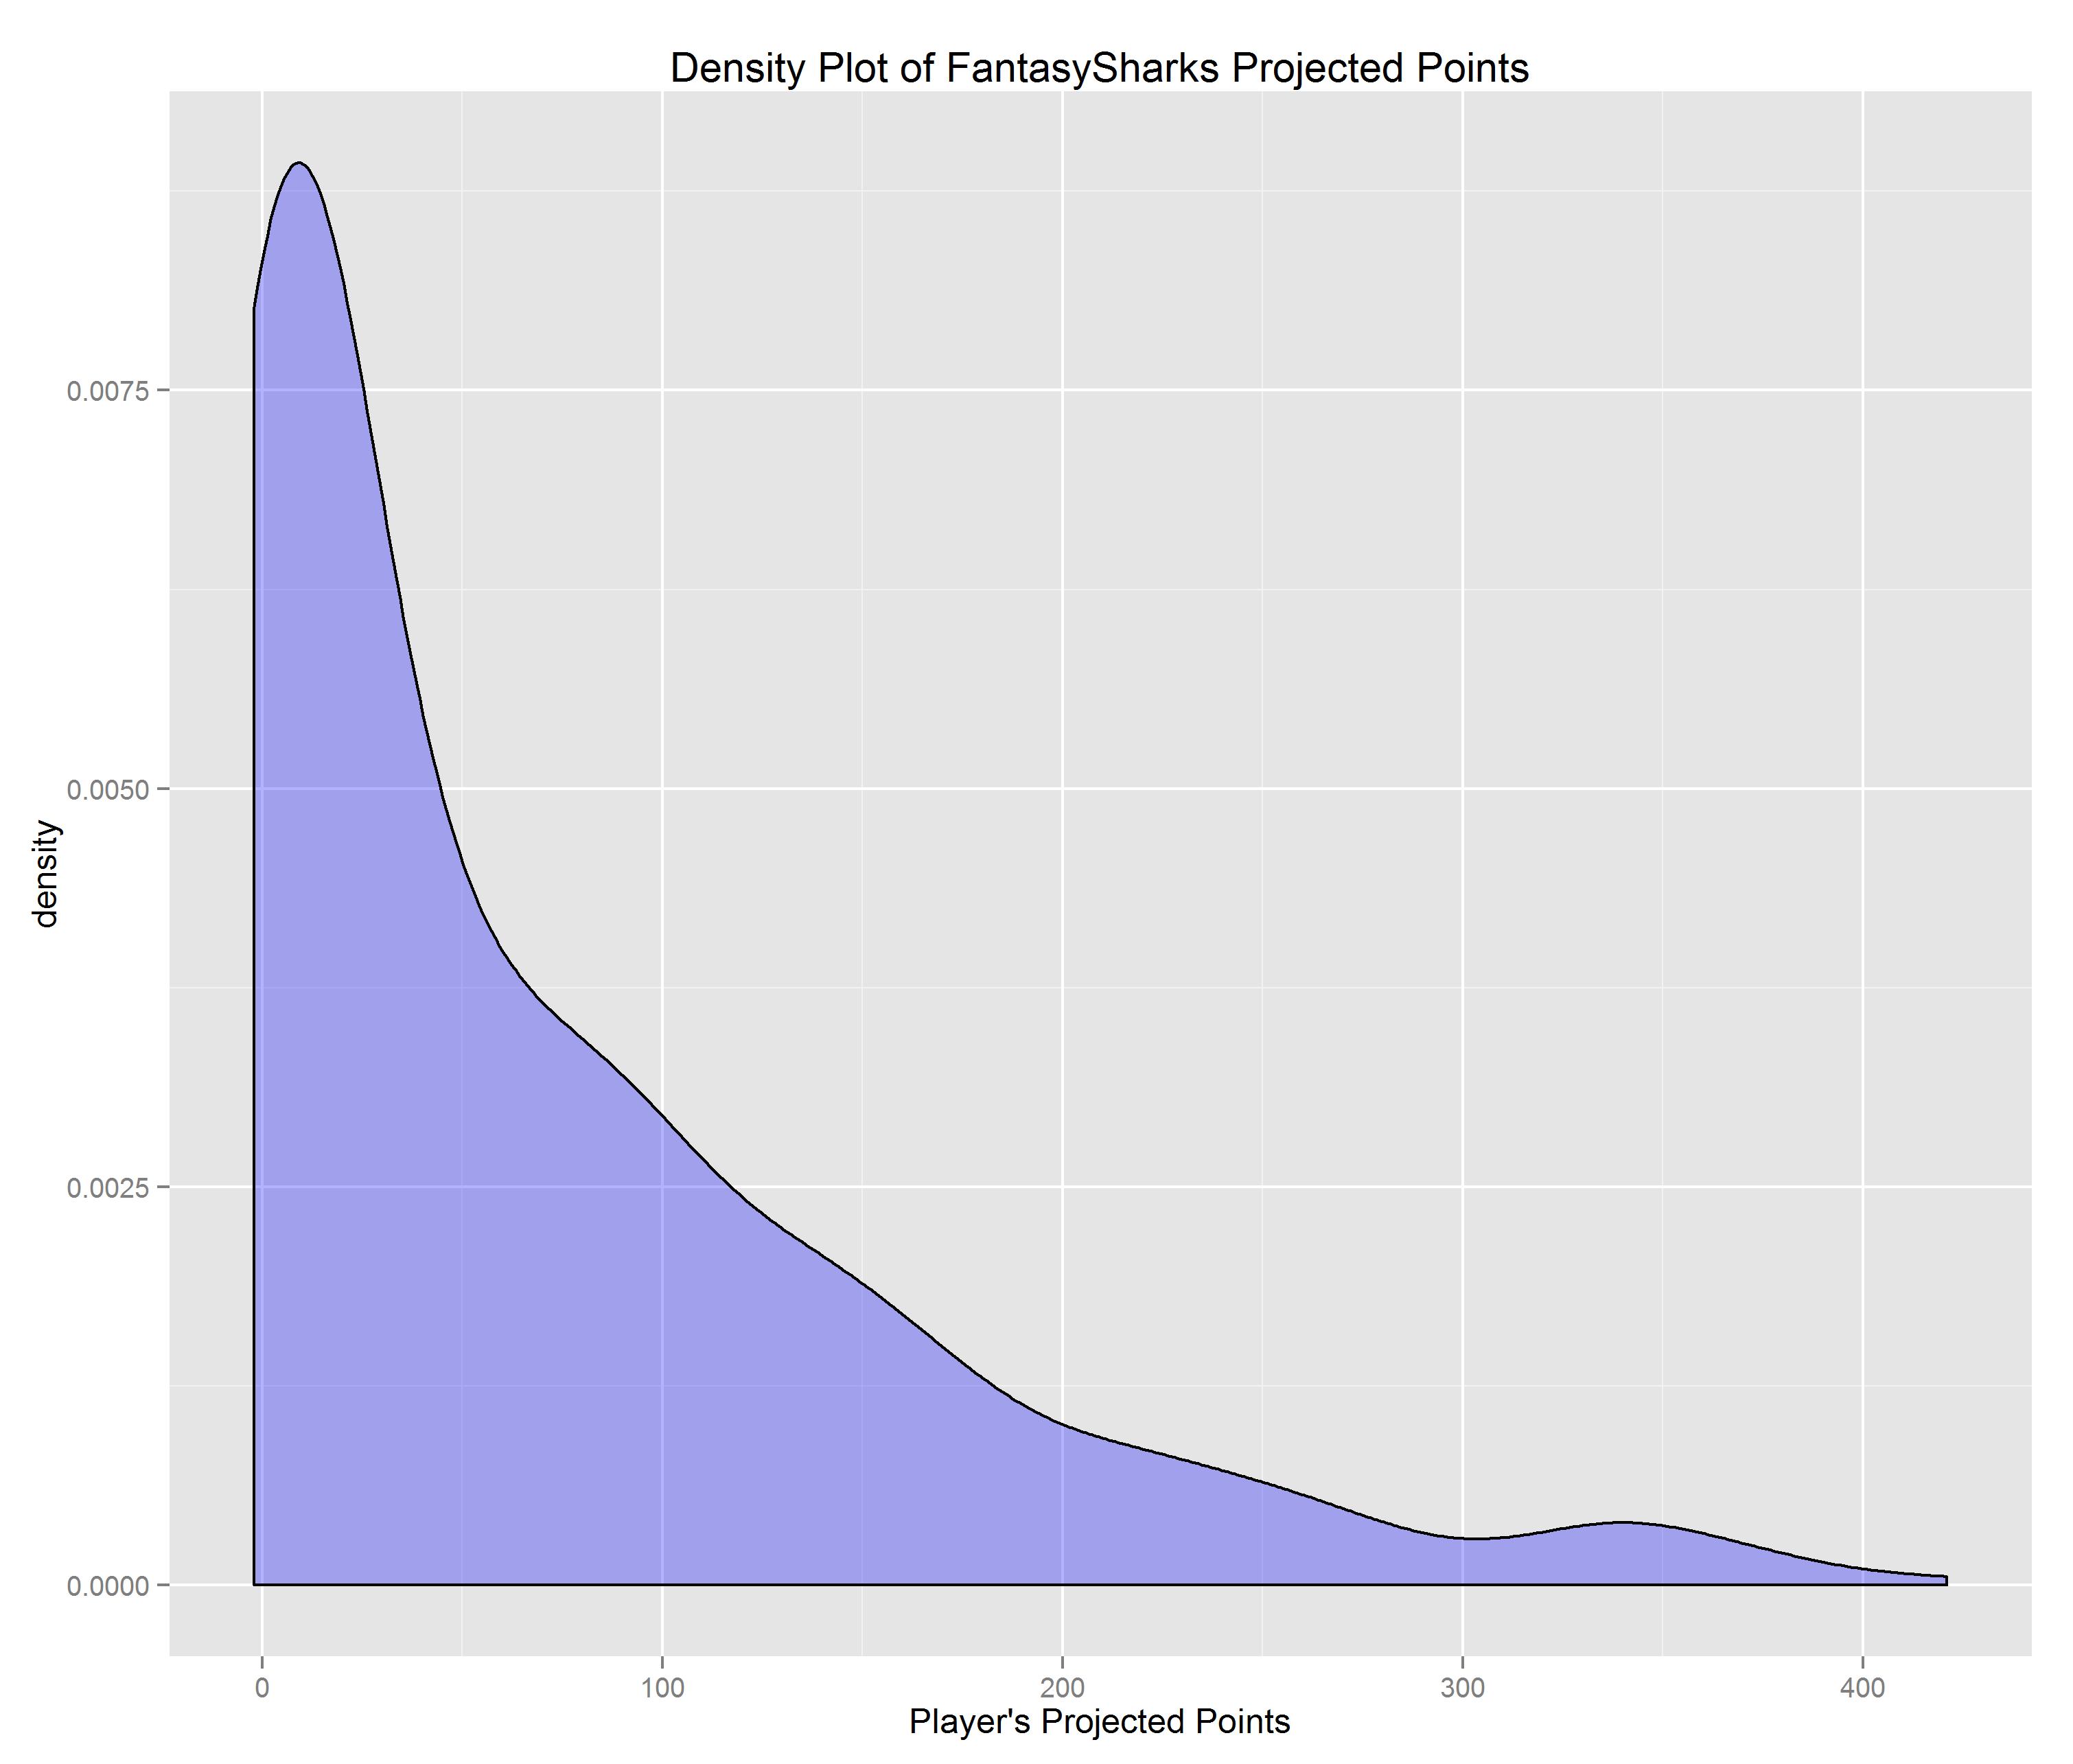 Density Plot of FantasySharks Projected Points
density
0.0075
0.0050
0.0025
0.0000
0 100 200 300 400
Player's Projected Points